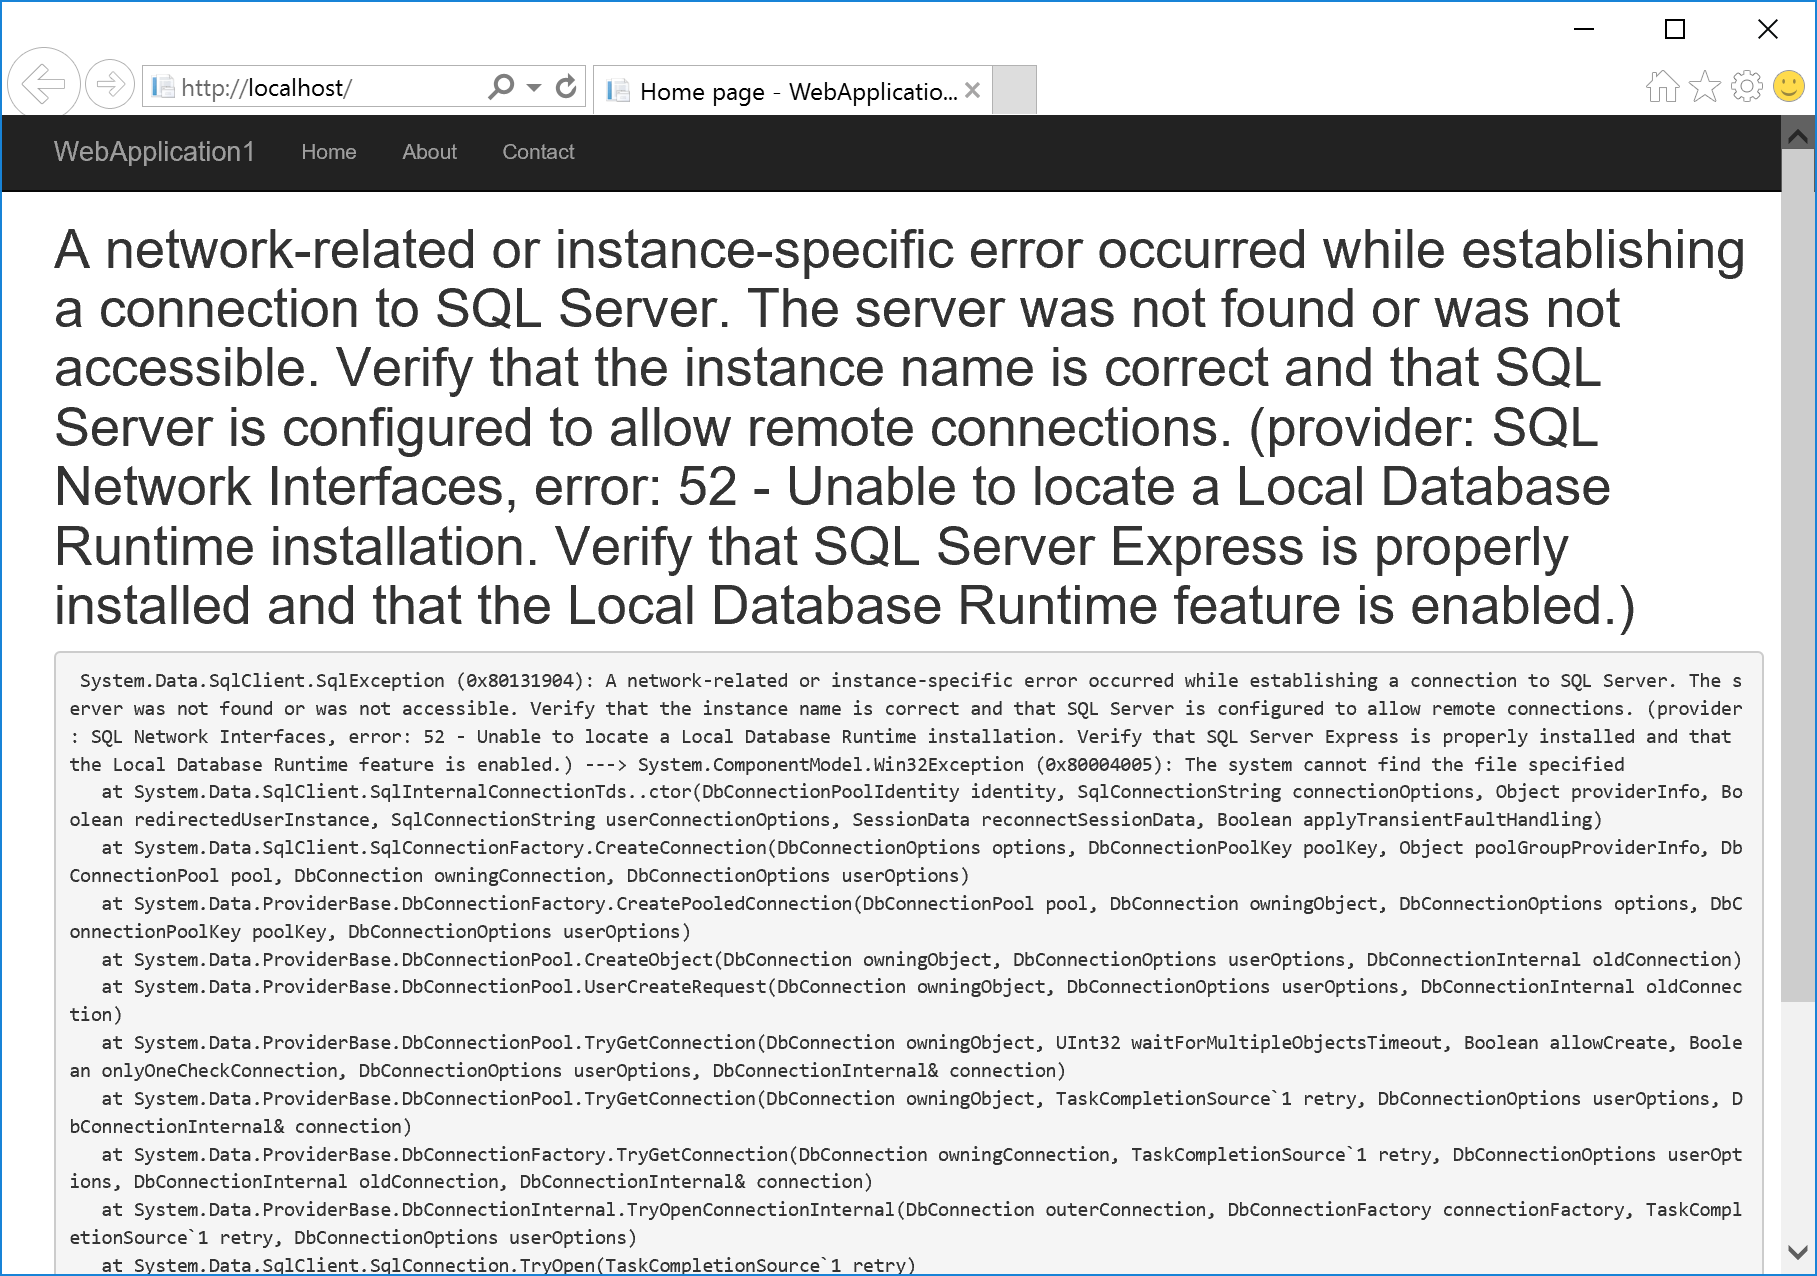 http://localhost/
Home page - WebApplicatio...
WebApplication1 Home About Contact
A network-related or instance-specific error occurred while establishing
a connection to SQL Server. The server was not found or was not
accessible. Verify that the instance name is correct and that SQL
Server is configured to allow remote connections. (provider: SQL
Network Interfaces, error: 52 - Unable to locate a Local Database
Runtime installation. Verify that SQL Server Express is properly
installed and that the Local Database Runtime feature is enabled.)
System.Data.SqlClient.SqlException (0x80131904): A network-related or instance-specific error occurred while establishing a connection to SQL Server. The s
erver was not found or was not accessible. Verify that the instance name is correct and that SQL Server is configured to allow remote connections. (provider
: SQL Network Interfaces, error: 52 - Unable to locate a Local Database Runtime installation. Verify that SQL Server Express is properly installed and that
the Local Database Runtime feature is enabled.) ---> System.ComponentModel.Win32Exception (0x80004005): The system cannot find the file specified
at System.Data.SqlClient.SqlInternalConnectionTds..ctor(DbConnectionPoolIdentity identity, SqlConnectionString connectionOptions, Object providerInfo, Bo
olean redirectedUserInstance, SqlConnectionString userConnectionOptions, SessionData reconnectSessionData, Boolean applyTransientFaultHandling)
at System.Data.SqlClient.SqlConnectionFactory.CreateConnection(DbConnectionOptions options, DbConnectionPoolKey poolKey, Object poolGroupProviderInfo, Db
ConnectionPool pool, DbConnection owningConnection, DbConnectionOptions userOptions)
at System.Data.ProviderBase.DbConnectionFactory.CreatePooledConnection(DbConnectionPool pool, DbConnection owningObject, DbConnectionOptions options, DbC
onnectionPoolKey poolKey, DbConnectionOptions userOptions)
at System.Data.ProviderBase.DbConnectionPool.CreateObject(DbConnection owningObject, DbConnectionOptions userOptions, DbConnectionInternal oldConnection)
at System.Data.ProviderBase.DbConnectionPool.UserCreateRequest(DbConnection owningObject, DbConnectionOptions userOptions, DbConnectionInternal oldConnec
tion)
at System.Data.ProviderBase.DbConnectionPool.TryGetConnection(DbConnection owningObject, UInt32 waitForMultipleObjectsTimeout, Boolean allowCreate, Boole
an onlyOneCheckConnection, DbConnectionOptions userOptions, DbConnectionInternal& connection)
at System.Data.ProviderBase.DbConnectionPool.TryGetConnection(DbConnection owningObject, TaskCompletionSource`1 retry, DbConnectionOptions userOptions, D
bConnectionInternal& connection)
at System.Data.ProviderBase.DbConnectionFactory.TryGetConnection(DbConnection owningConnection, TaskCompletionSource`1 retry, DbConnectionOptions userOpt
ions, DbConnectionInternal oldConnection, DbConnectionInternal& connection)
at System.Data.ProviderBase.DbConnectionInternal.TryOpenConnectionInternal(DbConnection outerConnection, DbConnectionFactory connectionFactory, TaskCompl
etionSource`1 retry, DbConnectionOptions userOptions)
at System.Data.SqlClient.SqlConnection.TryOpen(TaskCompletionSource`1 retry)